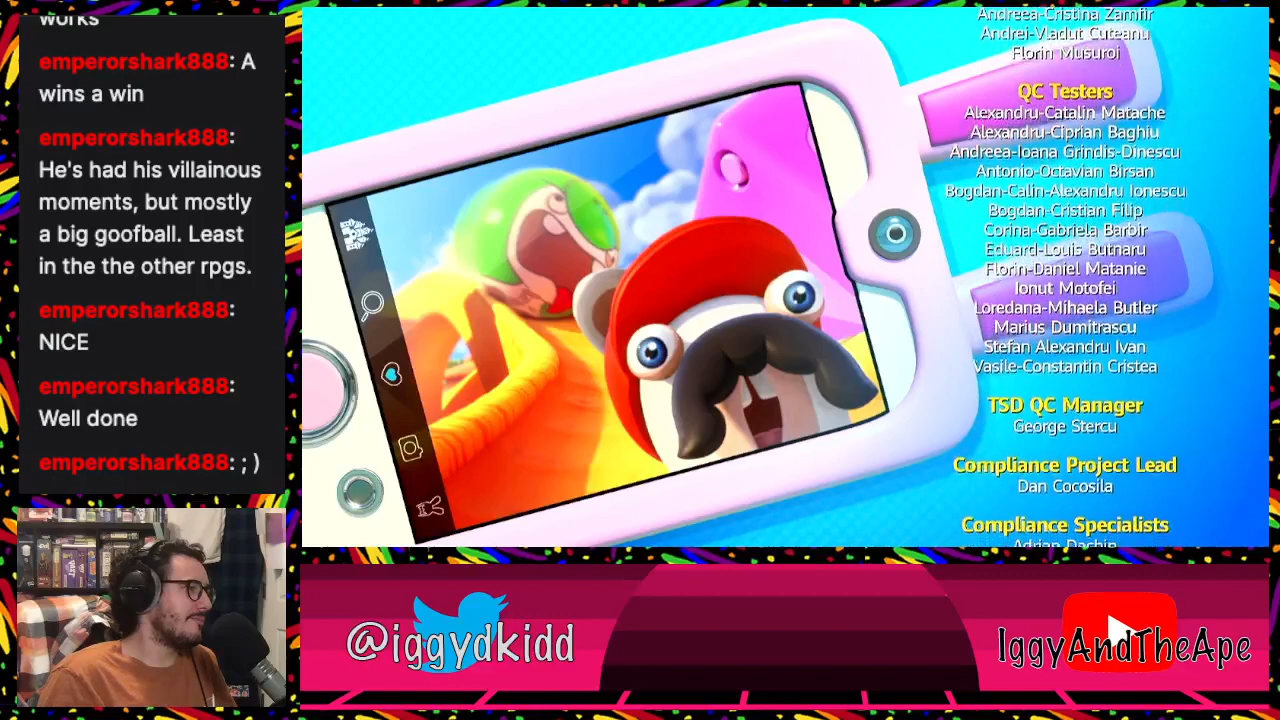 works
emperorshark888: A
wins a win
emperorshark888:
He's had his villainous
moments, but mostly
a big goofball. Least
in the the other rpgs.
emperorshark888:
NICE
emperorshark888:
Well done
emperorshark888: ; )
Andreea-Cristina Zamfir
Andrei-Vladut Cuteanu
Florin Musuroi
QC Testers
Alexandru-Catalin Matache
Alexandru-Ciprian Baghiu
Andreea-Ioana Grindis-Dinescu
Antonio-Octavian Birsan
Bogdan-Calin-Alexandru Ionescu
Bogdan-Cristian Filip
Corina-Gabriela Barbir
Eduard-Louis Butnaru
Florin-Daniel Matanie
Ionut Motofei
Loredana-Mihaela Butler
Marius Dumitrascu
Stefan Alexandru Ivan
Vasile-Constantin Cristea
TSD QC Manager
George Stercu
Compliance Project Lead
Dan Cocosila
Compliance Specialists
Adrian Dachin
@iggydkidd
IggyAndTheApe